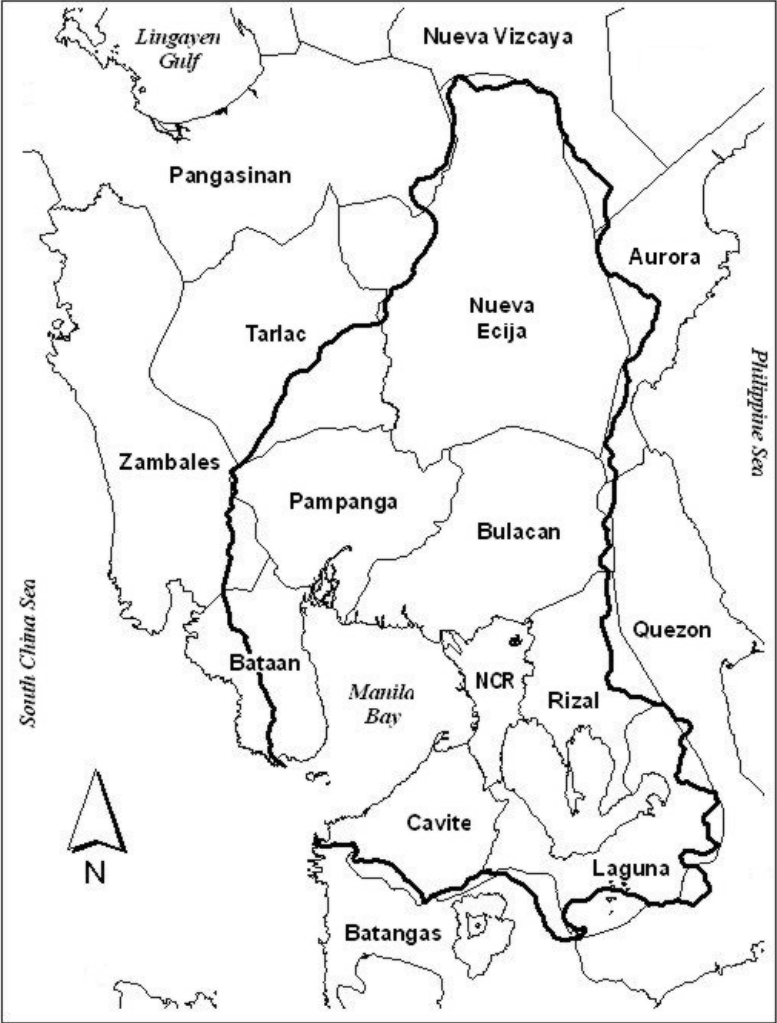 Lingayen
Gulf
Nueva Vizcaya
Pangasinan
Aurora
Nueva
Ecija
Tarlac
Philippine Sea
Zambales
Pampanga
Bulacan
South China Sea
Quezon
Bataan
NCR
Manila
Bay
Rizal
Cavite
N
Laguna
Batangas